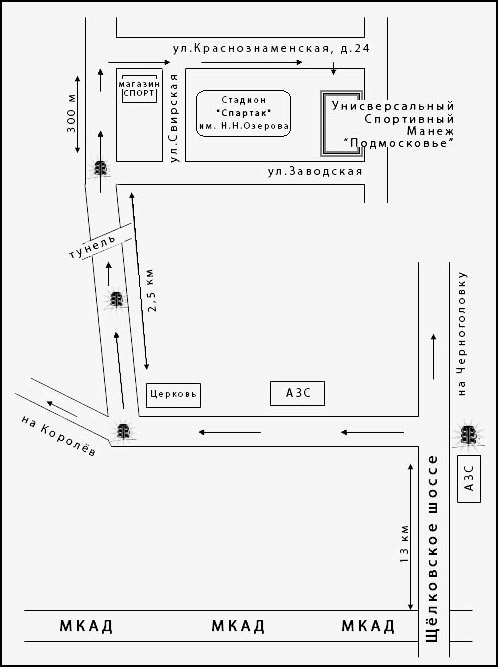 ул.Краснознаменская, д.24
300 м
магазин
СПОРТ
ул.Свирская
Стадион
"Спартак"
им. Н.Н.Озерова
Унисверсальный
Спортивный
Манеж
"Подмосковье"
ул.Заводская
тунель
2,5 км
на Черноголовку
Церковь
АЗС
на Королёв
АЗС
13 км
Щёлковское шоссе
МКАД
МКАД
МКАД